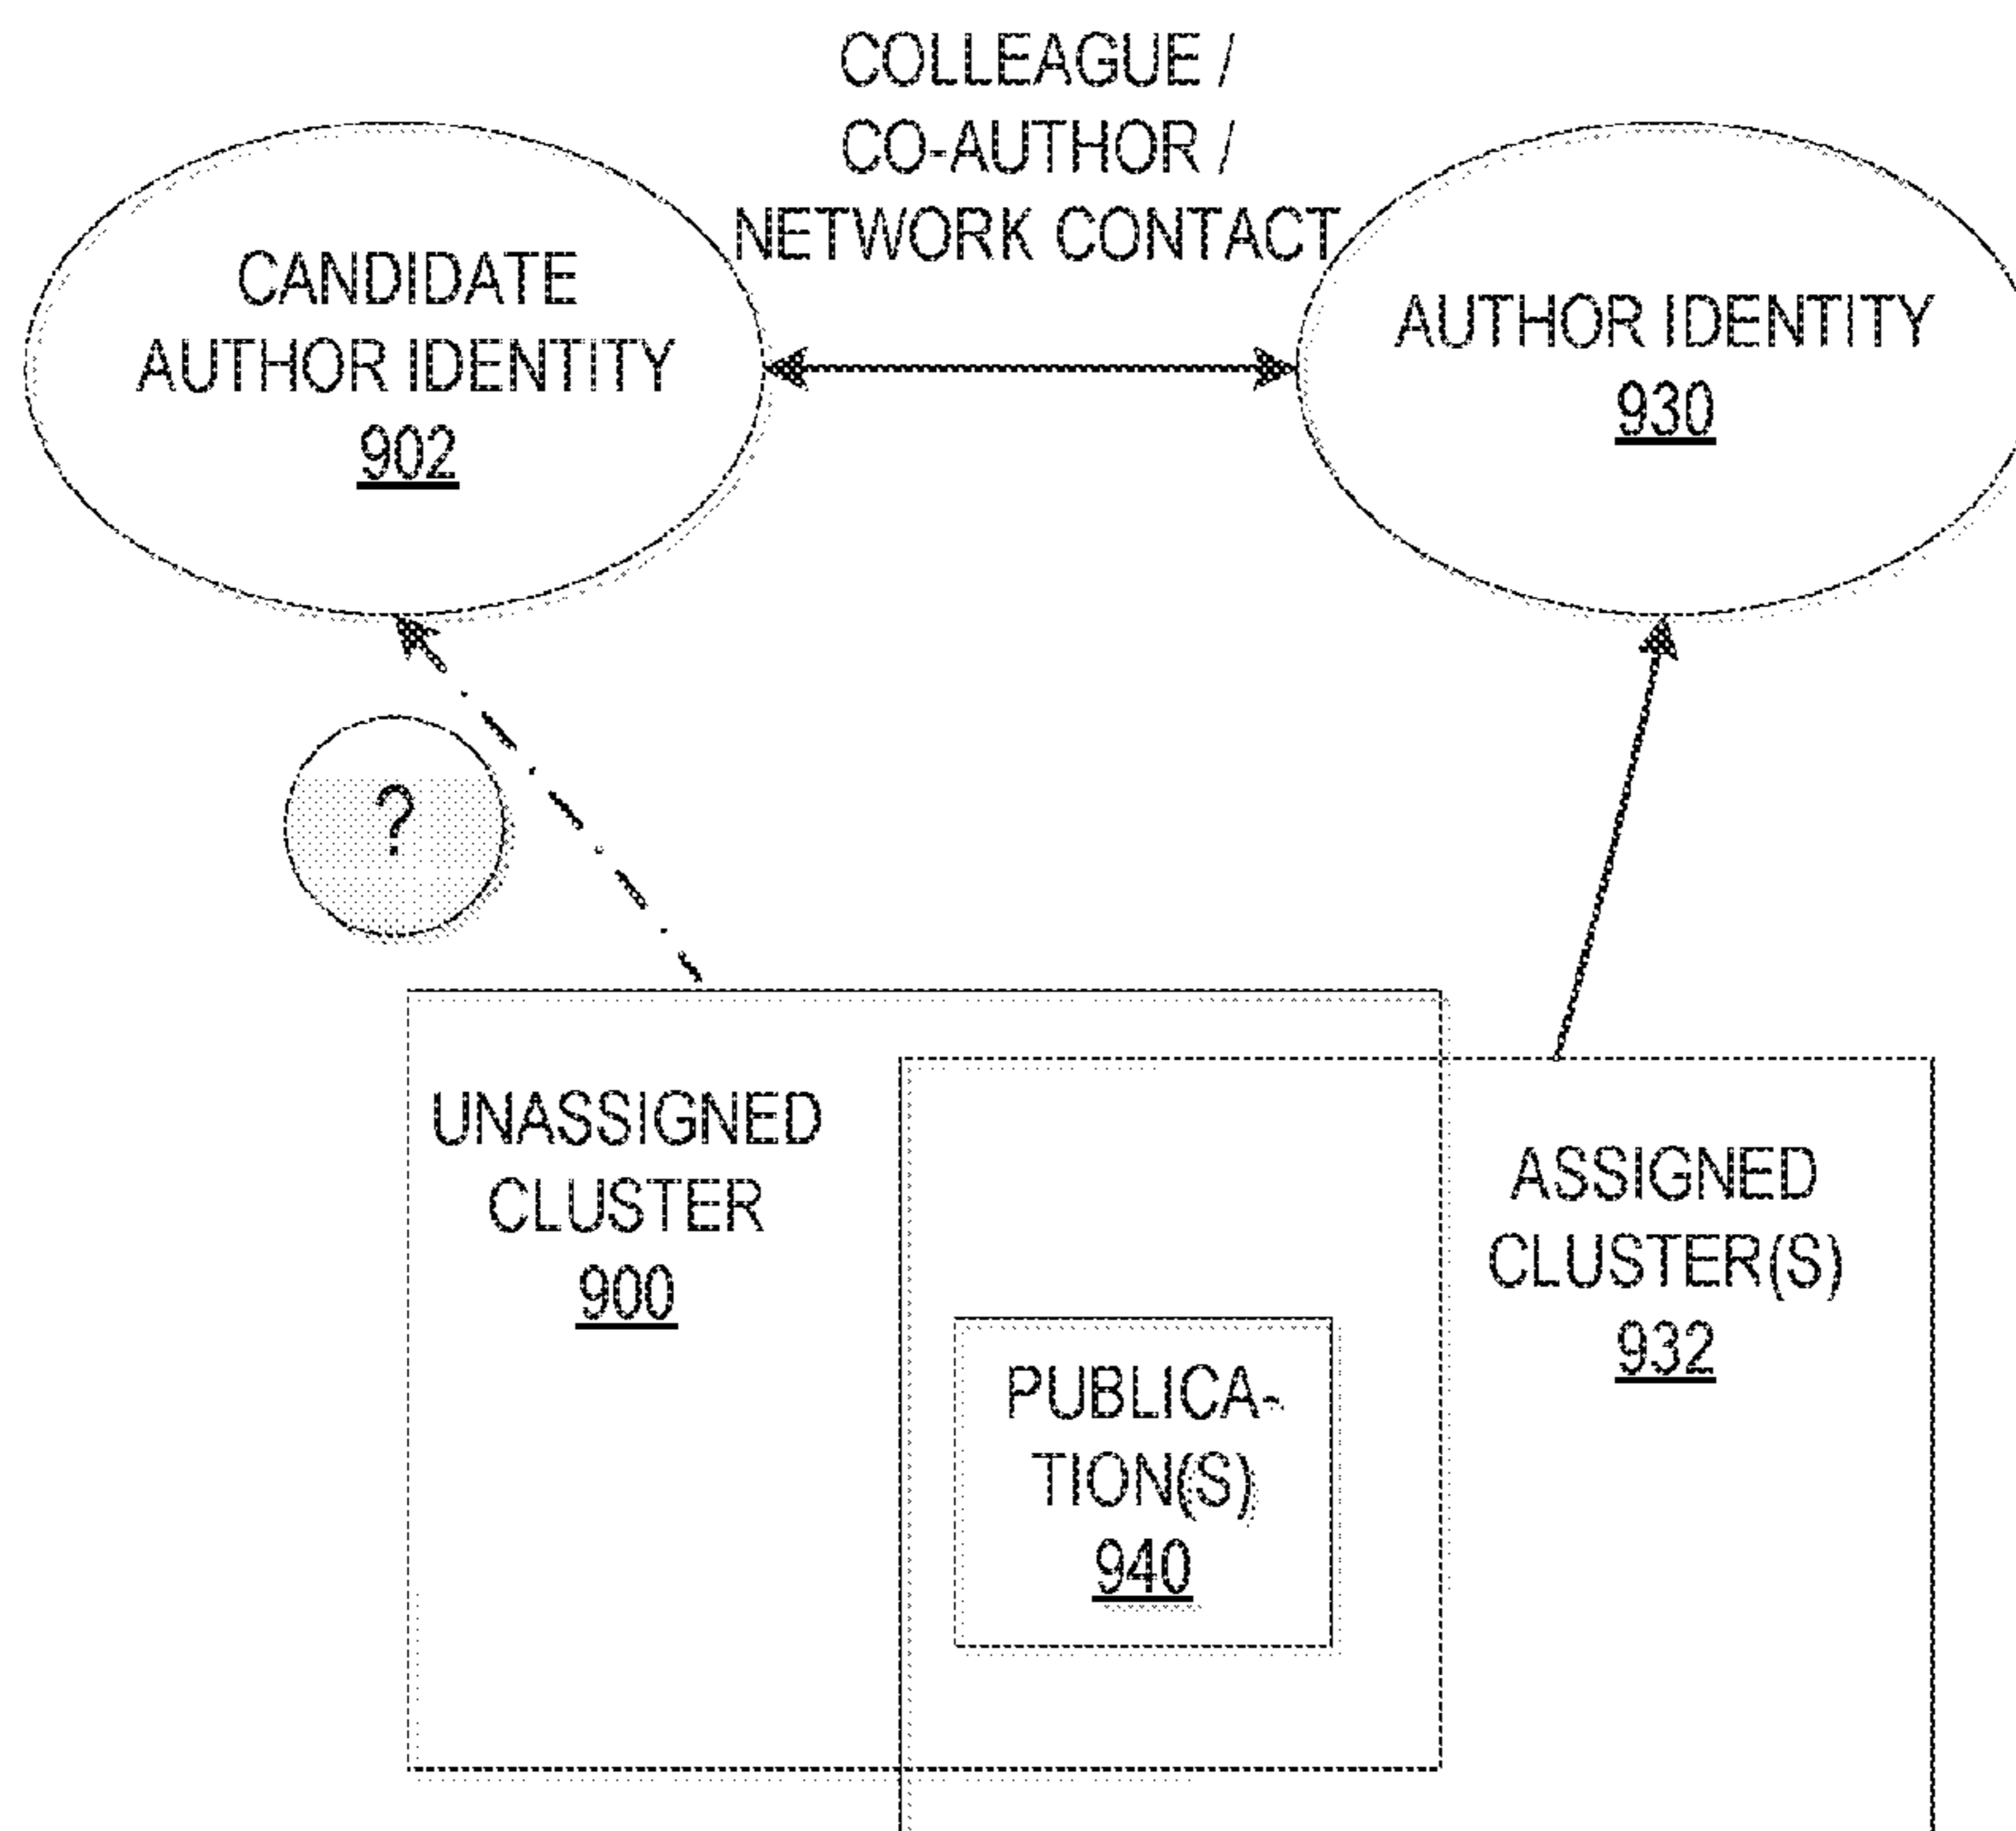 COLLEAGUE /
CO-AUTHOR /
NETWORK CONTACT
CANDIDATE
AUTHOR IDENTITY
902
AUTHOR IDENTITY
930
?
UNASSIGNED
CLUSTER
900
ASSIGNED
CLUSTER(S)
932
PUBLICA-
TION(S)
940